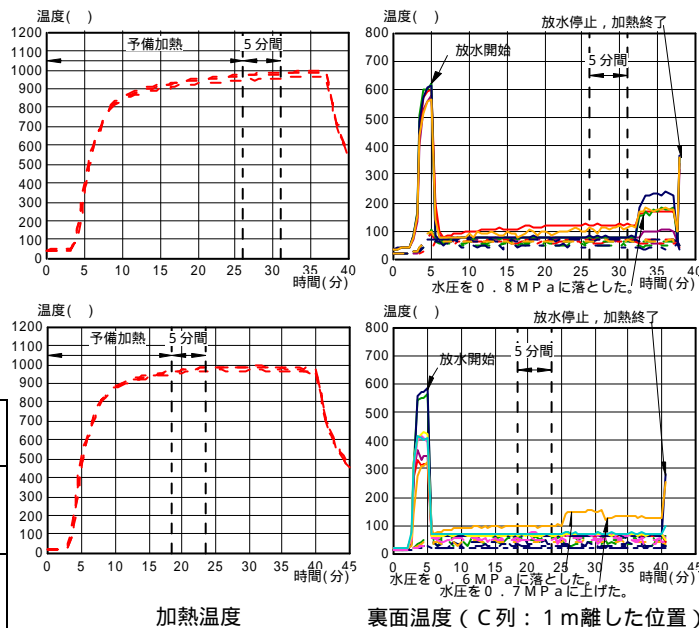 温度( )
1200
1100
1000
900
800
700
600
500
400
300
200
100
0
予備加熱
5分間
0 5 10 15 20 25 30 35 40
時間(分)
温度( )
放水停止，加熱終了
800
700
600
500
400
300
200
100
0
放水開始
5分間
0 5 10 15 20 25 30 35 40
時間(分)
水圧を０．８MPaに落とした。
温度( )
1200
1100
1000
900
800
700
600
500
400
300
200
100
0
予備加熱
5分間
0 5 10 15 20 25 30 35 40 45
時間(分)
温度( )
放水停止，加熱終了
800
700
600
500
400
300
200
100
0
放水開始
5分間
0 5 10 15 20 25 30 35 40 45
時間(分)
水圧を０．６MPaに落とした。
水圧を０．７MPaに上げた。
加熱温度
裏面温度（C列：1m離した位置）